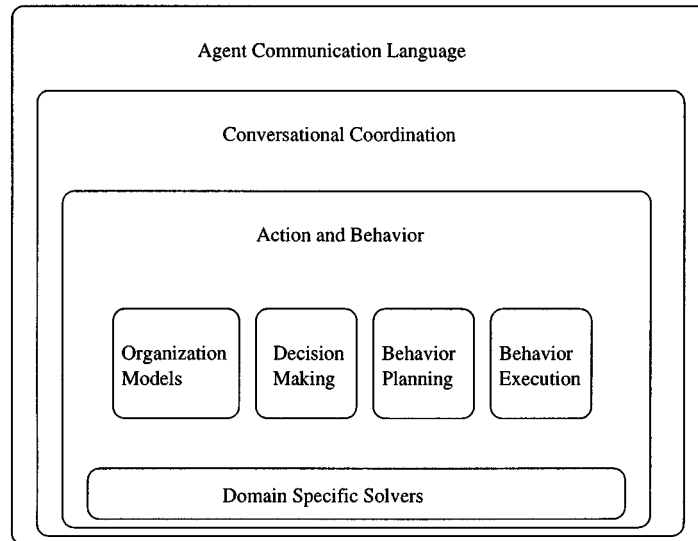 Agent Communication Language
Conversational Coordination
Action and Behavior
Organization
Models
Decision
Making
Behavior
Planning
Behavior
Execution
Domain Specific Solvers